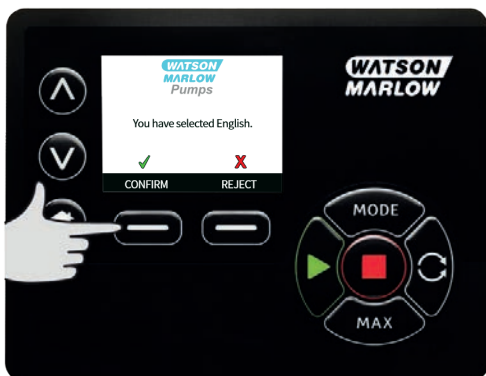 WATSON
MARLOW
Pumps
You have selected English.
CONFIRM REJECT
WATSON
MARLOW
MODE
MAX